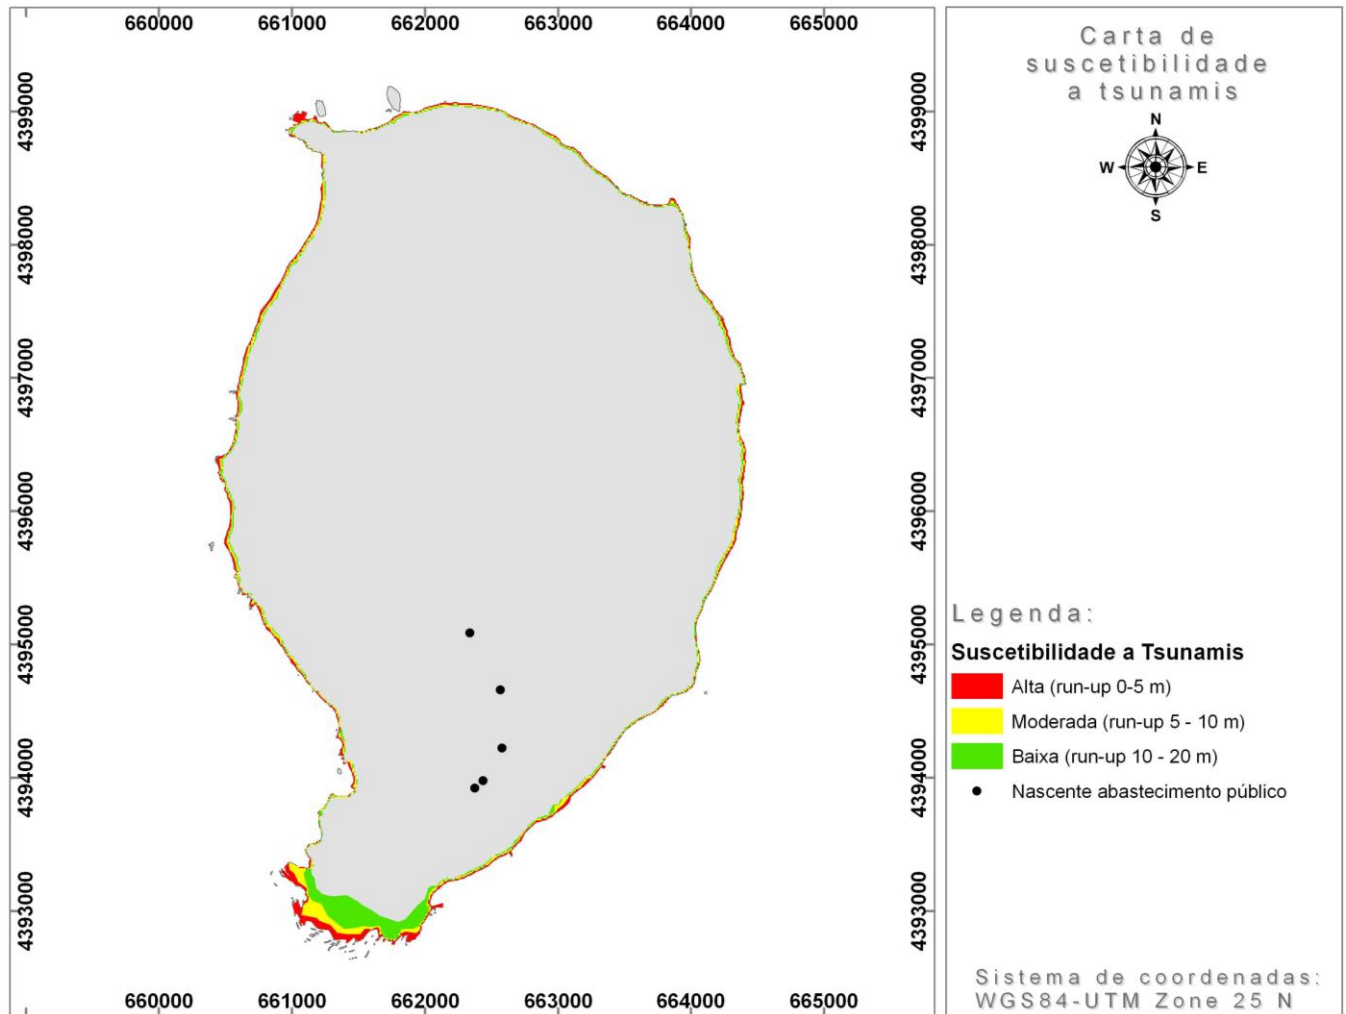 660000 661000 662000 663000 664000 665000
4399000 4399000
4398000 4398000
4397000 4397000
4396000 4396000
4395000 4395000
4394000 4394000
4393000 4393000
660000 661000 662000 663000 664000 665000
Carta de
suscetibilidade
a tsunamis
N
W E
S
Legenda:
Suscetibilidade a Tsunamis
Alta (run-up 0-5 m)
Moderada (run-up 5 - 10 m)
Baixa (run-up 10 - 20 m)
Nascente abastecimento público
Sistema de coordenadas:
WGS84-UTM Zone 25 N